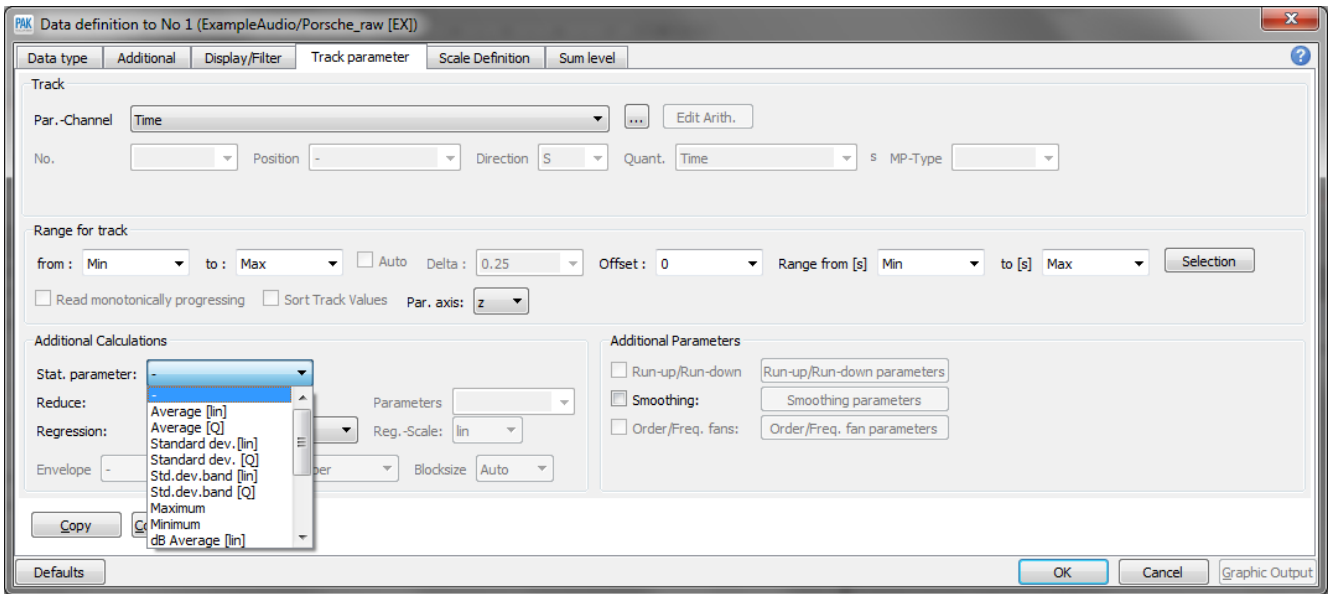 PAK Data definition to No 1 (ExampleAudio/Porsche_raw [EX])
Data type Additional Display/Filter Track parameter Scale Definition Sum level ?
Track
Par.-Channel Time ... Edit Arith.
No. Position - Direction S Quant. Time s MP-Type
Range for track
from : Min to : Max Auto Delta : 0.25 Offset : 0 Range from [s] Min to [s] Max Selection
Read monotonically progressing Sort Track Values Par. axis: z
Additional Calculations Additional Parameters
Stat. parameter: - Run-up/Run-down Run-up/Run-down parameters
-
Reduce: Parameters Smoothing: Smoothing parameters
Average [lin]
Average [Q]
Regression: Reg.-Scale: lin Order/Freq. fans: Order/Freq. fan parameters
Standard dev.[lin]
Standard dev. [Q]
Envelope - Blocksize Auto
Std.dev.band [lin]
Std.dev.band [Q]
Maximum
Copy
Minimum
dB Average [lin]
Defaults OK Cancel Graphic Output